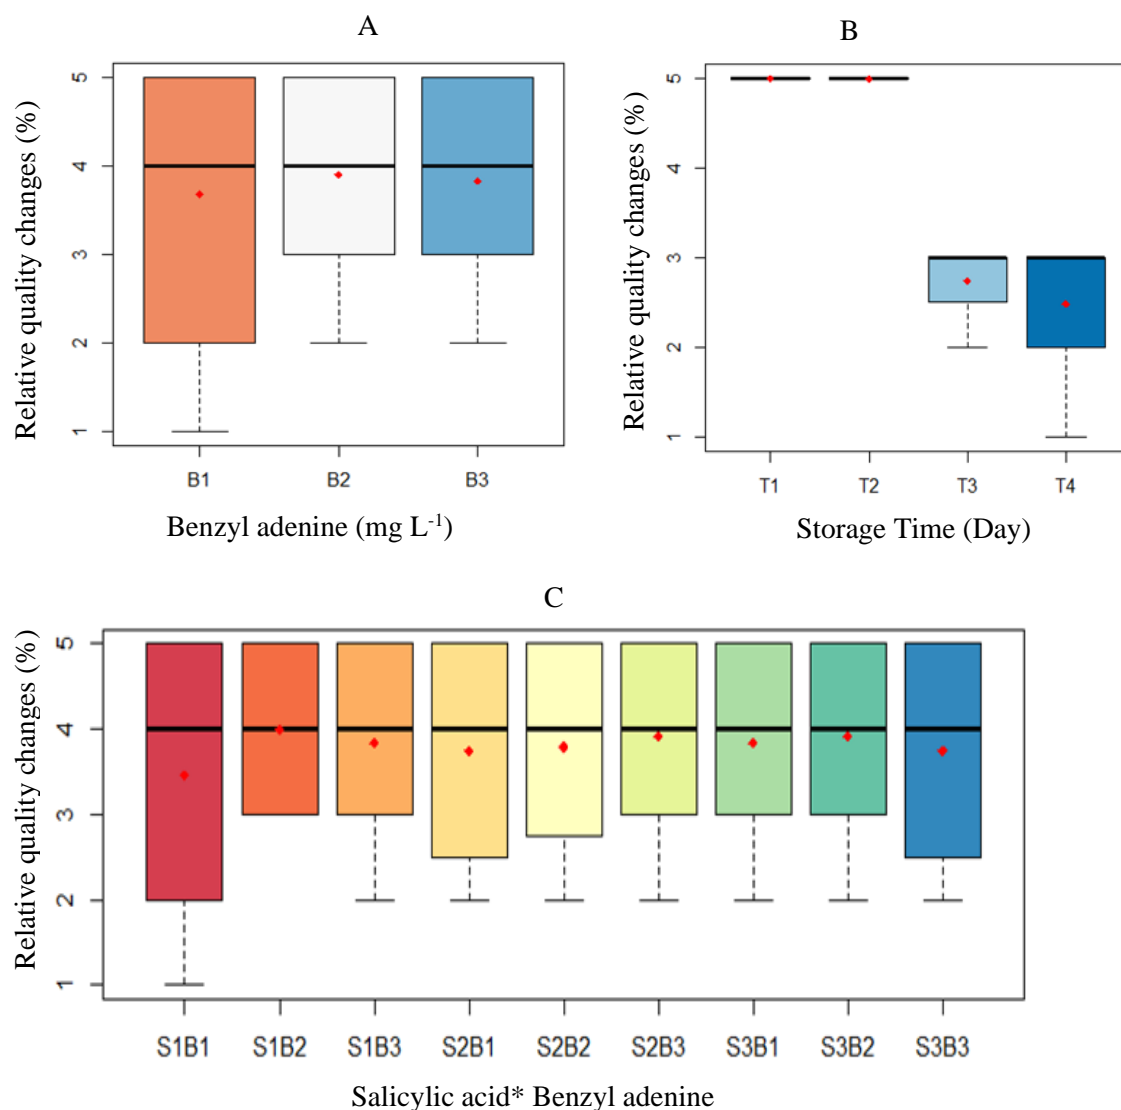 A
Relative quality changes (%)
5
4
3
2
1
B1 B2 B3
Benzyl adenine (mg L⁻¹)
B
Relative quality changes (%)
5
4
3
2
1
T1 T2 T3 T4
Storage Time (Day)
C
Relative quality changes (%)
5
4
3
2
1
S1B1 S1B2 S1B3 S2B1 S2B2 S2B3 S3B1 S3B2 S3B3
Salicylic acid* Benzyl adenine